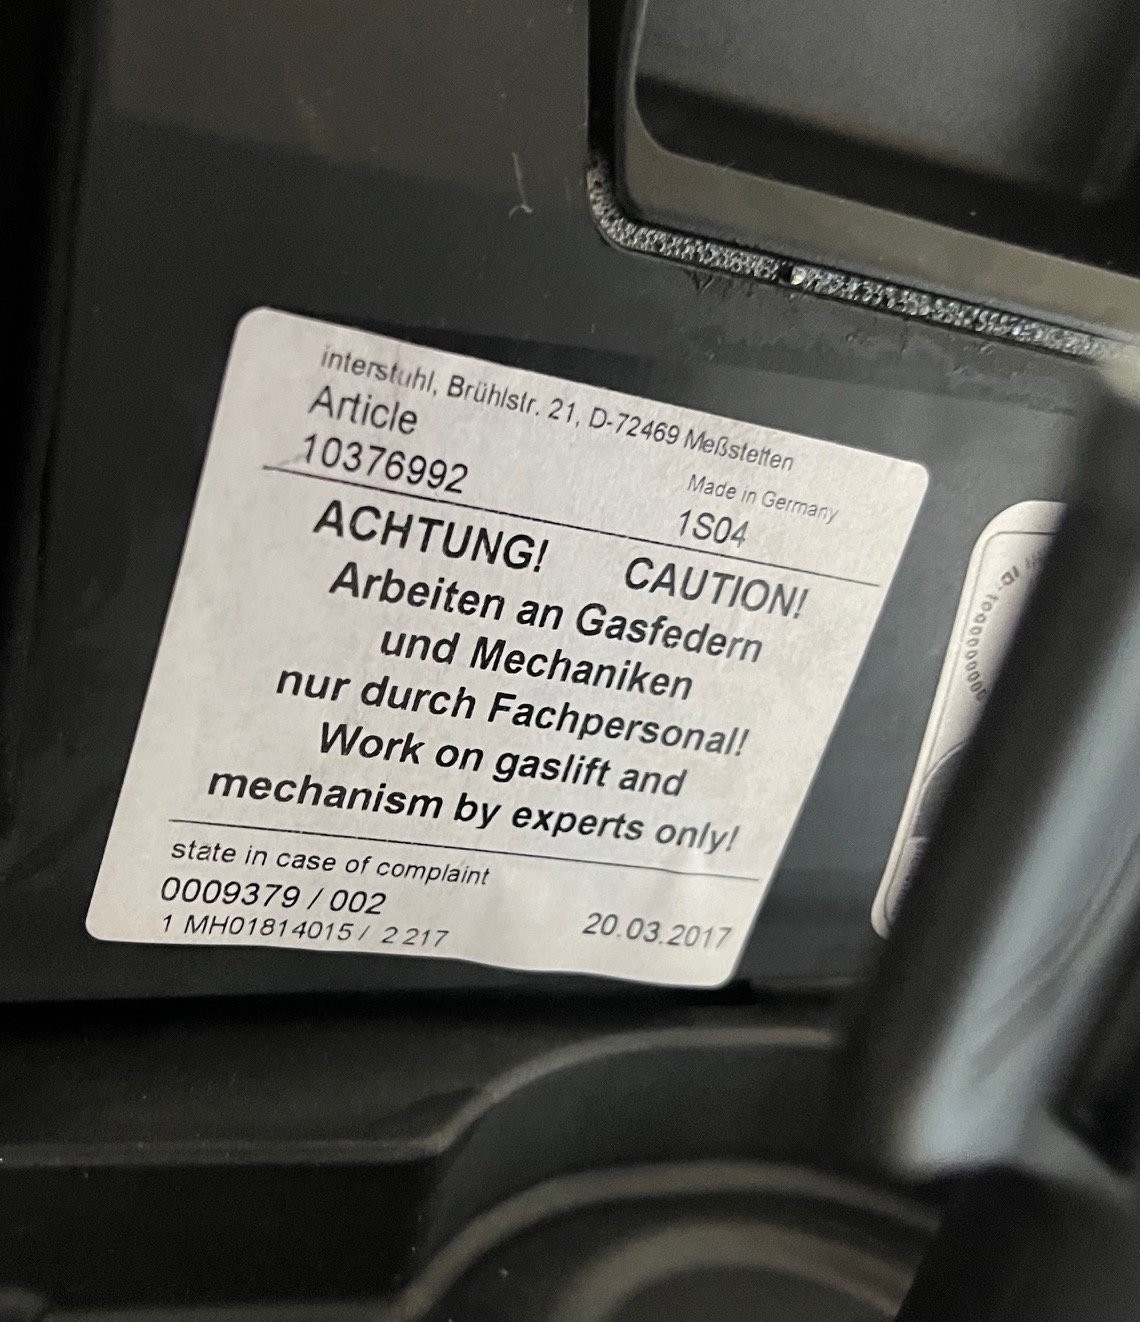 interstuhl, Brühlstr. 21, D-72469 Meßstetten
Article
Made in Germany
10376992
1S04
ACHTUNG! CAUTION!
Arbeiten an Gasfedern
und Mechaniken
nur durch Fachpersonal!
Work on gaslift and
mechanism by experts only!
state in case of complaint
0009379 / 002
20.03.2017
1 MH01814015 / 2 217